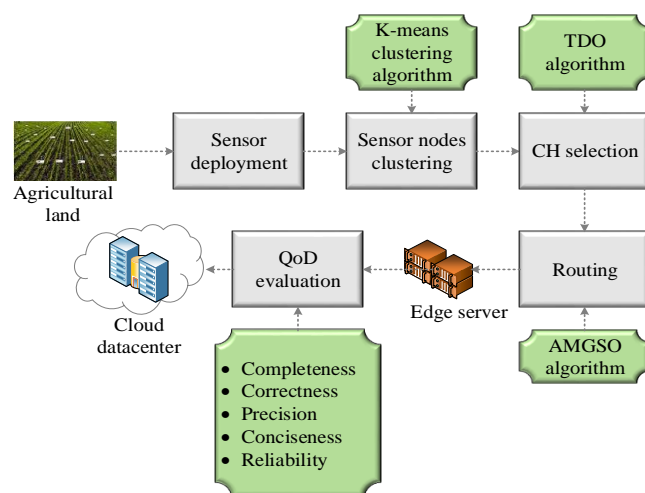 K-means
clustering
algorithm
TDO
algorithm
Sensor
deployment
Sensor nodes
clustering
CH selection
Agricultural
land
QoD
evaluation
Routing
Edge server
Cloud
datacenter
AMGSO
algorithm
• Completeness
• Correctness
• Precision
• Conciseness
• Reliability